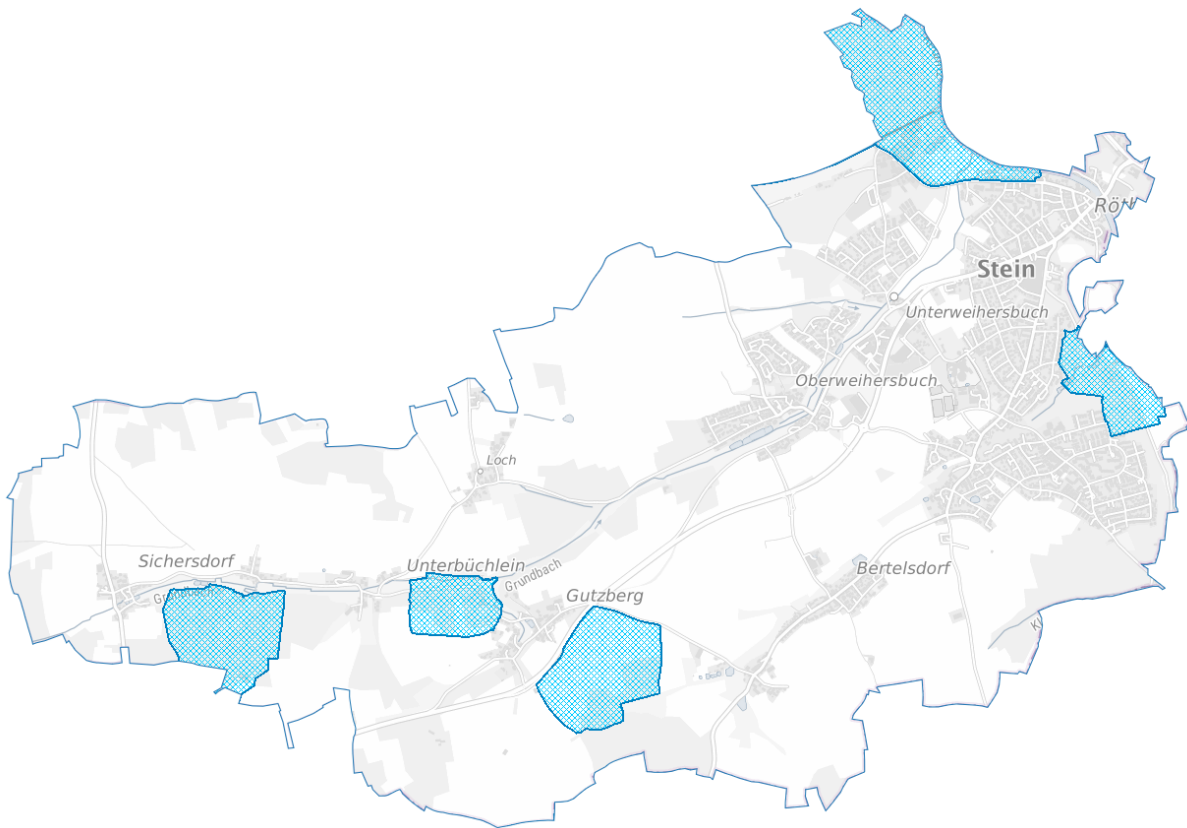 Röth
Stein
Unterweihersbuch
Oberweihersbuch
Loch
Sichersdorf
Unterbüchlein
Grundbach
Bertelsdorf
Gutzberg